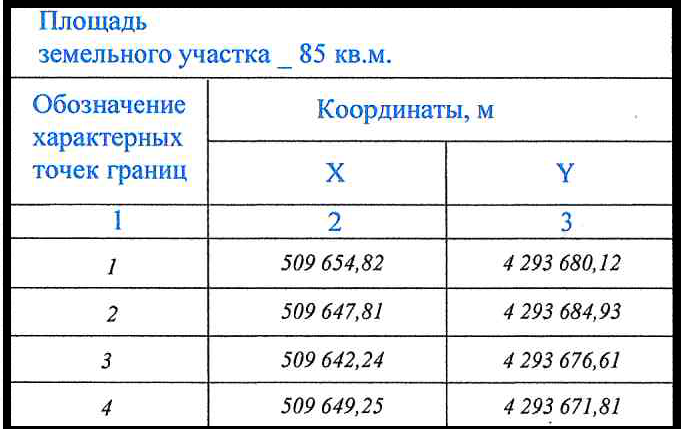 Площадь
земельного участка _ 85 кв.м.
Обозначение
характерных
точек границ
Координаты, м
X
Y
1
2
3
1
509 654,82
4 293 680,12
2
509 647,81
4 293 684,93
3
509 642,24
4 293 676,61
4
509 649,25
4 293 671,81